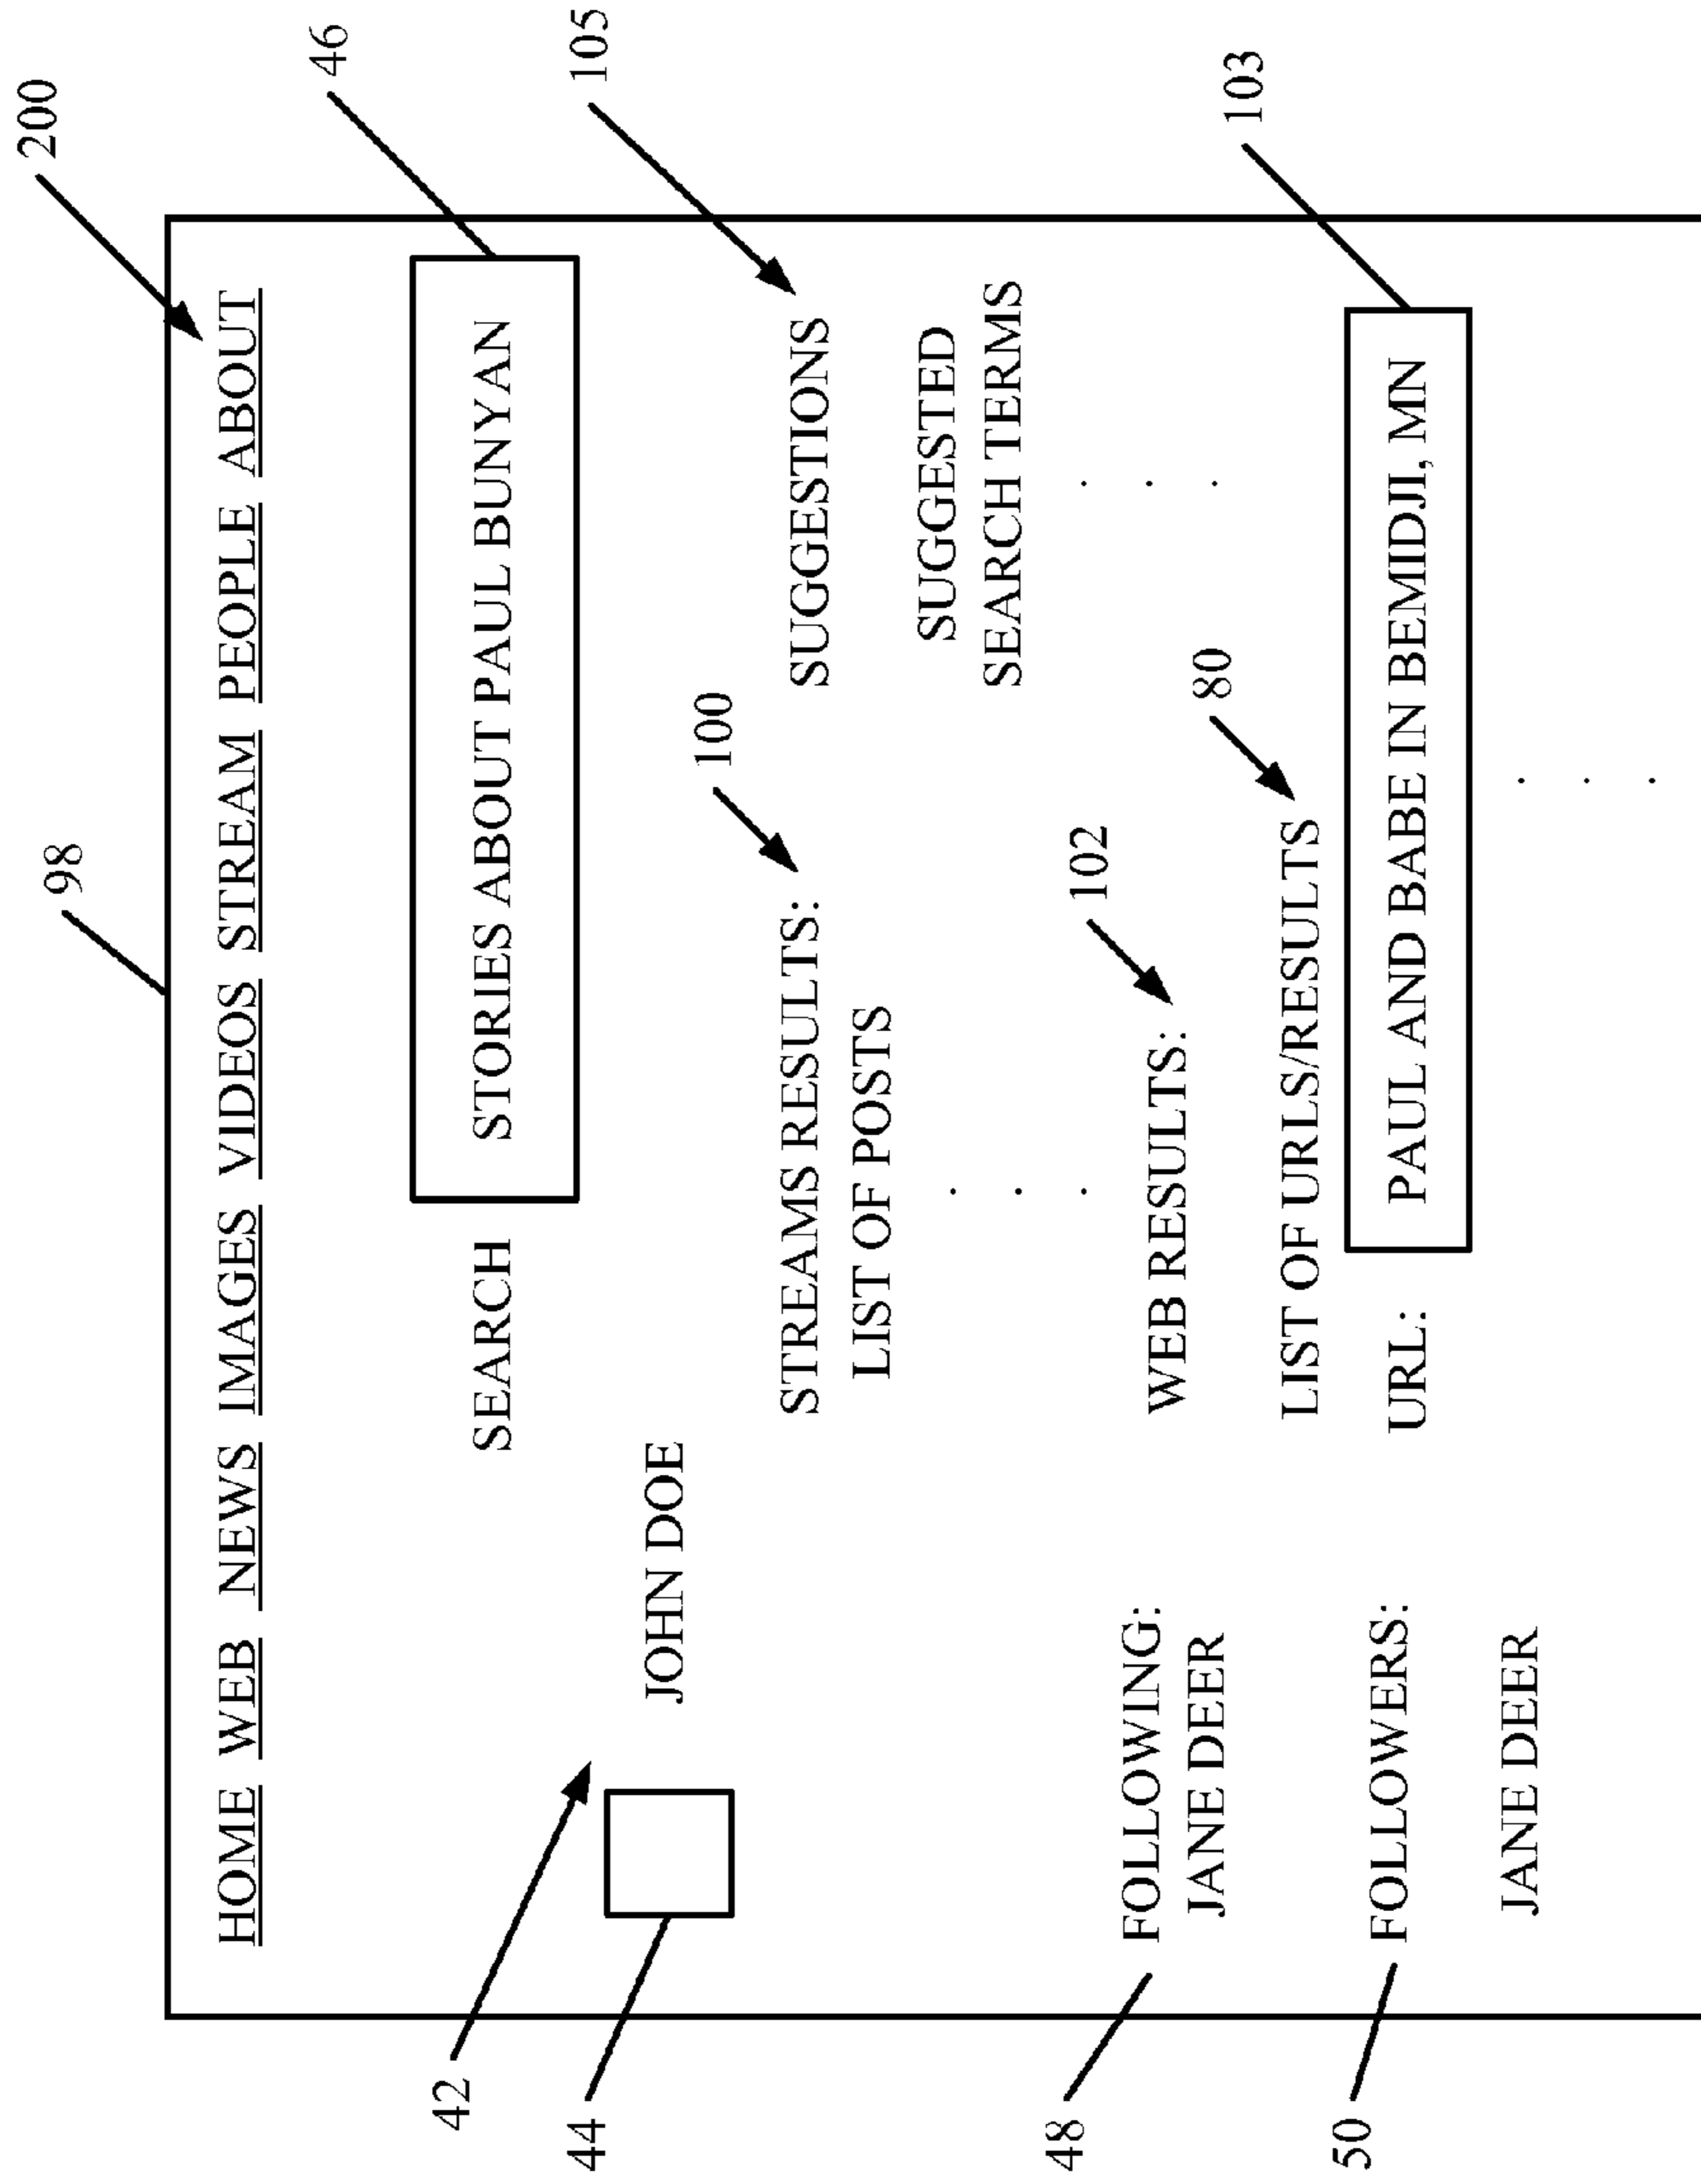 98
200
HOME WEB NEWS IMAGES VIDEOS STREAM PEOPLE ABOUT
46
SEARCH STORIES ABOUT PAUL BUNYAN
42
44
JOHN DOE
105
100
STREAMS RESULTS:
LIST OF POSTS
.
.
.
SUGGESTIONS
SUGGESTED
SEARCH TERMS
.
.
.
48
FOLLOWING:
JANE DEER
102
WEB RESULTS:
80
LIST OF URLS/RESULTS
103
50
FOLLOWERS:
JANE DEER
URL: PAUL AND BABE IN BEMIDJI, MN
.
.
.